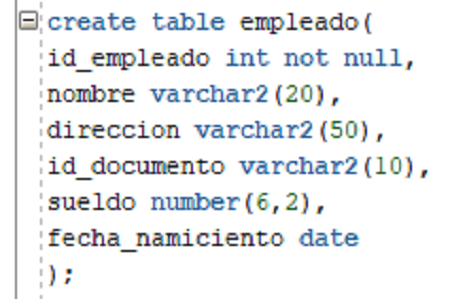 create table empleado(
id_empleado int not null,
nombre varchar2(20),
direccion varchar2(50),
id_documento varchar2(10),
sueldo number(6,2),
fecha_namiciento date
);